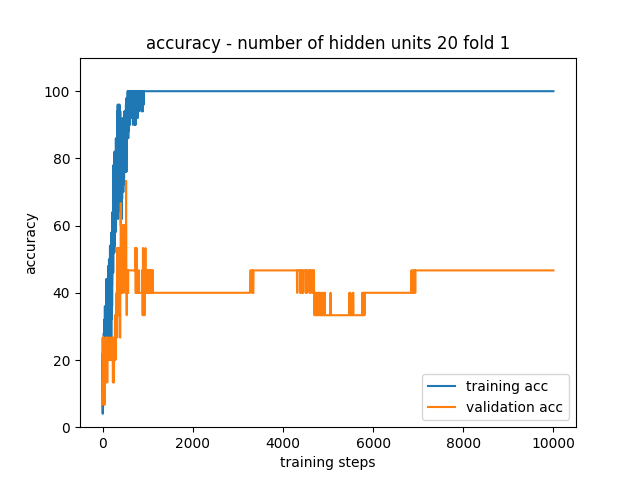 accuracy - number of hidden units 20 fold 1
100
80
60
40
20
0
accuracy
0 2000 4000 6000 8000 10000
training steps
training acc
validation acc